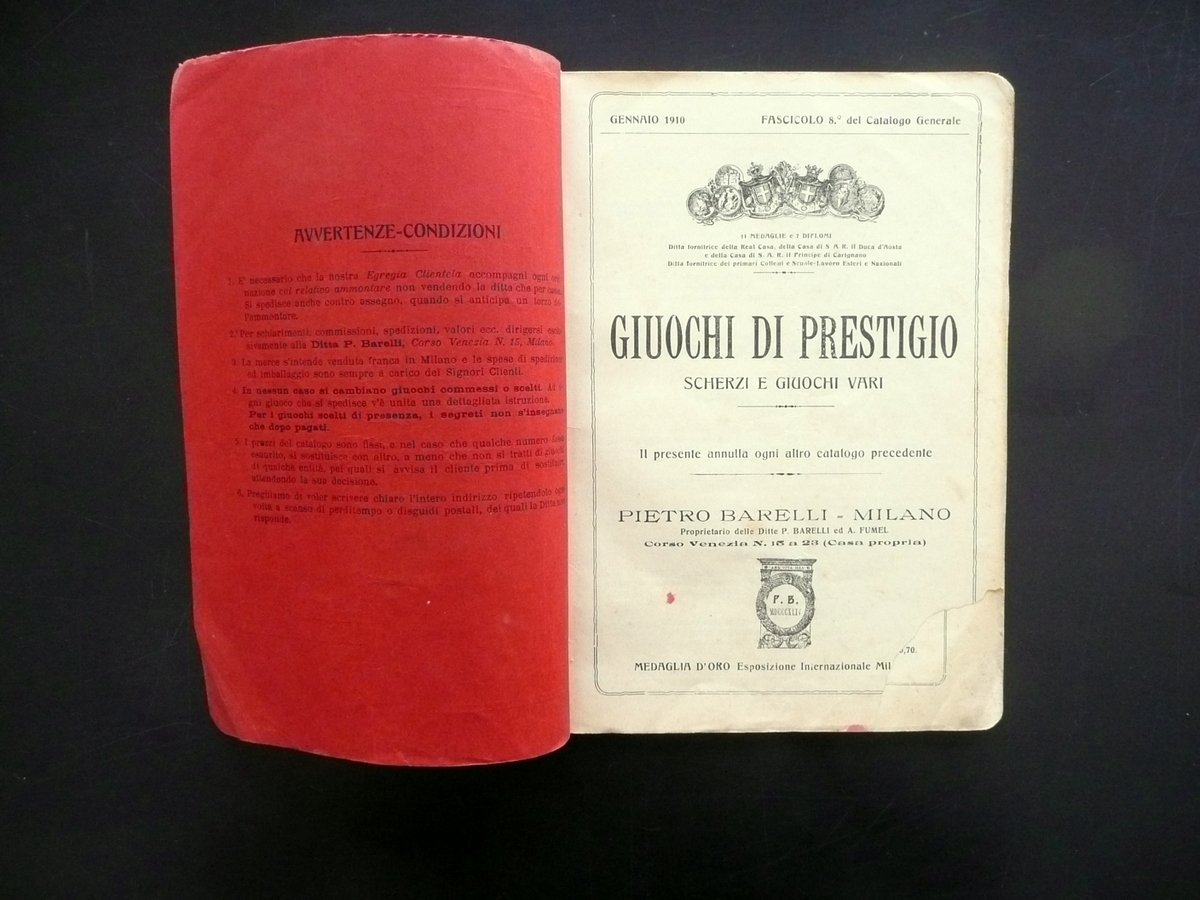 AVVERTENZE-CONDIZIONI
1. E' necessario che la nostra Egregia Clientela accompagni ogni
nazione col relativo ammontare non vendendo la ditta che per
Si spedisce anche contro assegno, quando si anticipa un terzo
l'ammontare.
2. Per schiarimenti, commissioni, spedizioni, valori ecc. dirigersi
sivamente alla Ditta P. Barelli, Corso Venezia N. 15, Milano.
3. La merce s'intende venduta franca in Milano e le spese di spedizione
ed imballaggio sono sempre a carico dei Signori Clienti.
4. In nessun caso si cambiano giuochi commessi o scelti. Ad
gni giuoco che si spedisce v'è unita una dettagliata istruzione.
Per i giuochi scelti di presenza, i segreti non s'insegnano
che dopo pagati.
5. I prezzi del catalogo sono fissi, e nel caso che qualche numero
esaurito, si sostituisce con altro, a meno che non si tratti di giuochi
di qualche entità, pei quali si avvisa il cliente prima di
attendendo la sua decisione.
6. Preghiamo di voler scrivere chiaro l'intero indirizzo ripetendolo
volta a scanso di perditempo o disguidi postali, dei quali la Ditta non
risponde.
GENNAIO 1910 FASCICOLO 8.° del Catalogo Generale
11 MEDAGLIE e 7 DIPLOMI
Ditta fornitrice della Real Casa, della Casa di S. A. R. il Duca d'Aosta
e della Casa di S. A. R. il Principe di Carignano
Ditta fornitrice dei primari Collegi e Scuole-Lavoro Esteri e Nazionali
GIUOCHI DI PRESTIGIO
SCHERZI E GIUOCHI VARI
Il presente annulla ogni altro catalogo precedente
PIETRO BARELLI - MILANO
Proprietario delle Ditte P. BARELLI ed A. FUMEL
Corso Venezia N. 15 a 23 (Casa propria)
P. B.
,70.
MEDAGLIA D'ORO Esposizione Internazionale Mil